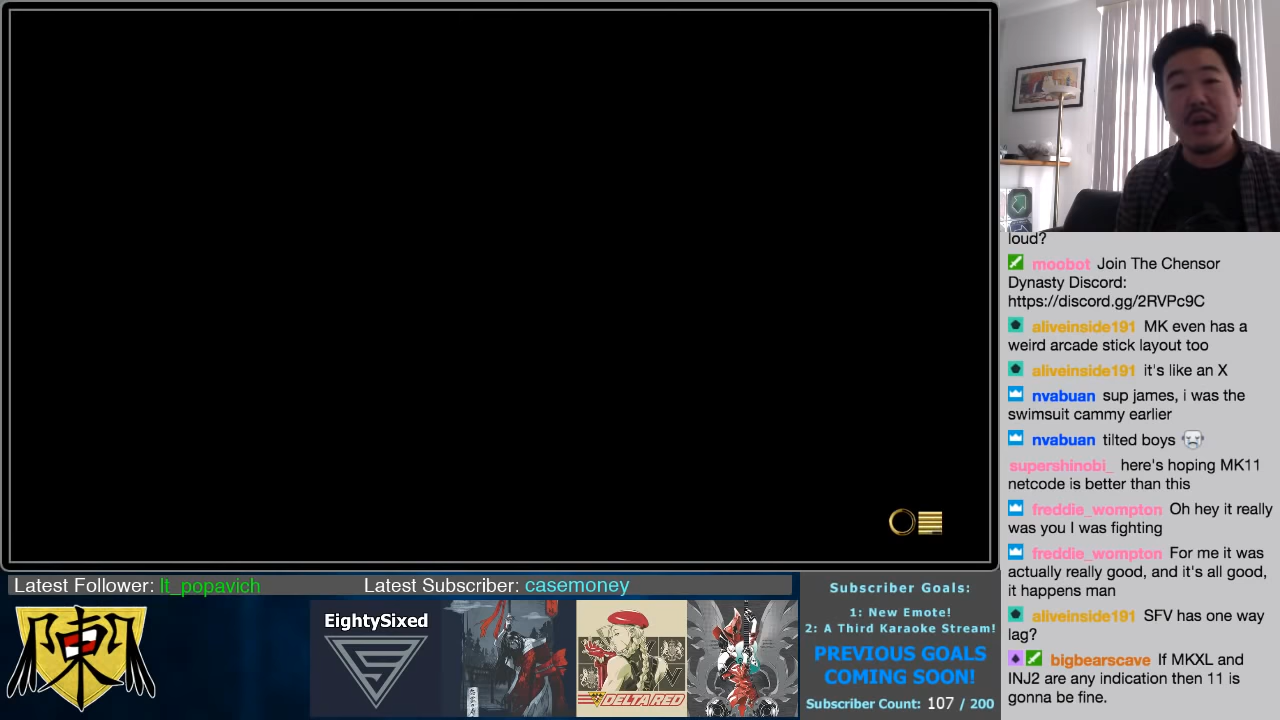 loud?
moobot Join The Chensor
Dynasty Discord:
https://discord.gg/2RVPc9C
aliveinside191 MK even has a
weird arcade stick layout too
aliveinside191 it's like an X
nvabuan sup james, i was the
swimsuit cammy earlier
nvabuan tilted boys
supershinobi_ here's hoping MK11
netcode is better than this
freddie_wompton Oh hey it really
was you I was fighting
freddie_wompton For me it was
actually really good, and it's all good,
it happens man
aliveinside191 SFV has one way
lag?
bigbearscave If MKXL and
INJ2 are any indication then 11 is
gonna be fine.
Latest Follower: lt_popavich
Latest Subscriber: casemoney
EightySixed
DELTA RED
Subscriber Goals:
1: New Emote!
2: A Third Karaoke Stream!
PREVIOUS GOALS
COMING SOON!
Subscriber Count: 107 / 200